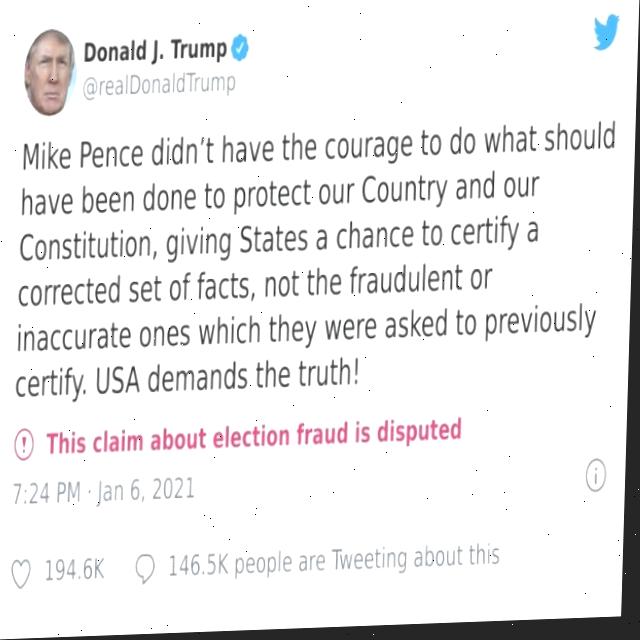 Donald J. Trump
@realDonaldTrump
Mike Pence didn't have the courage to do what should
have been done to protect our Country and our
Constitution, giving States a chance to certify a
corrected set of facts, not the fraudulent or
inaccurate ones which they were asked to previously
certify. USA demands the truth!
This claim about election fraud is disputed
7:24 PM · Jan 6, 2021
194.6K 146.5K people are Tweeting about this